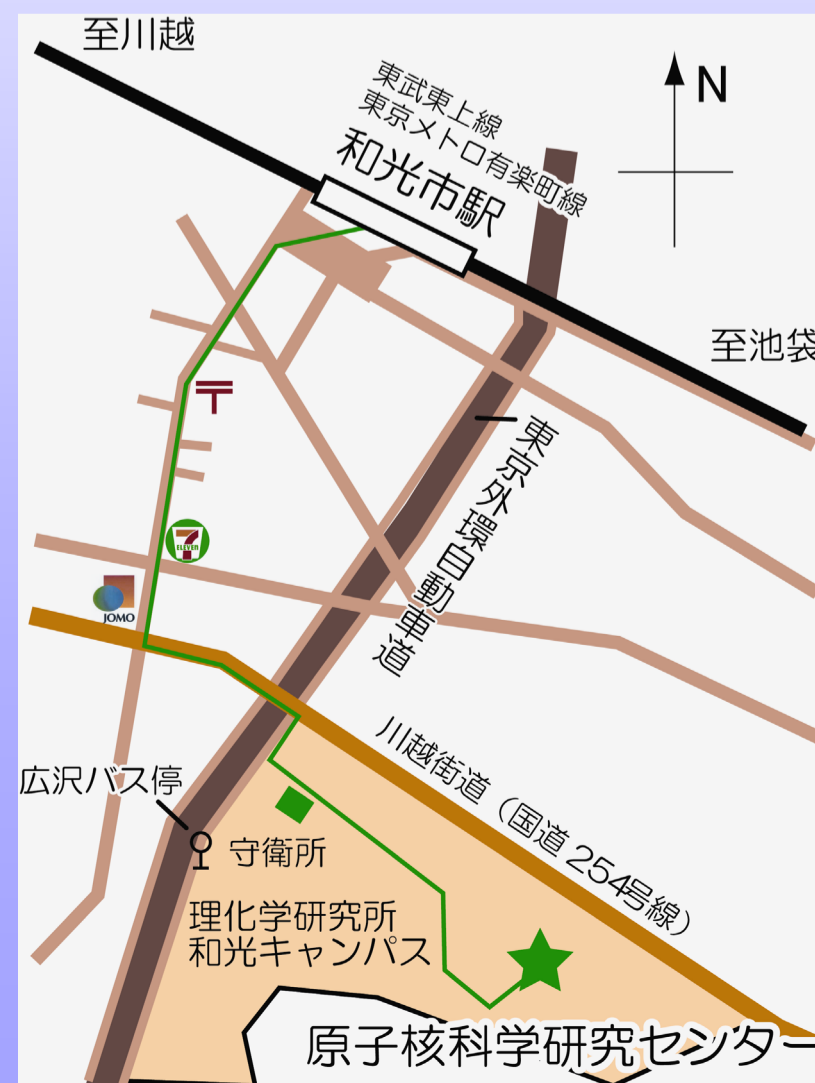 至川越
東武東上線
東京メトロ有楽町線
和光市駅
N
至池袋
〒
東京外環自動車道
7
ELEVEN
JOMO
川越街道（国道254号線）
広沢バス停
守衛所
理化学研究所
和光キャンパス
原子核科学研究センター